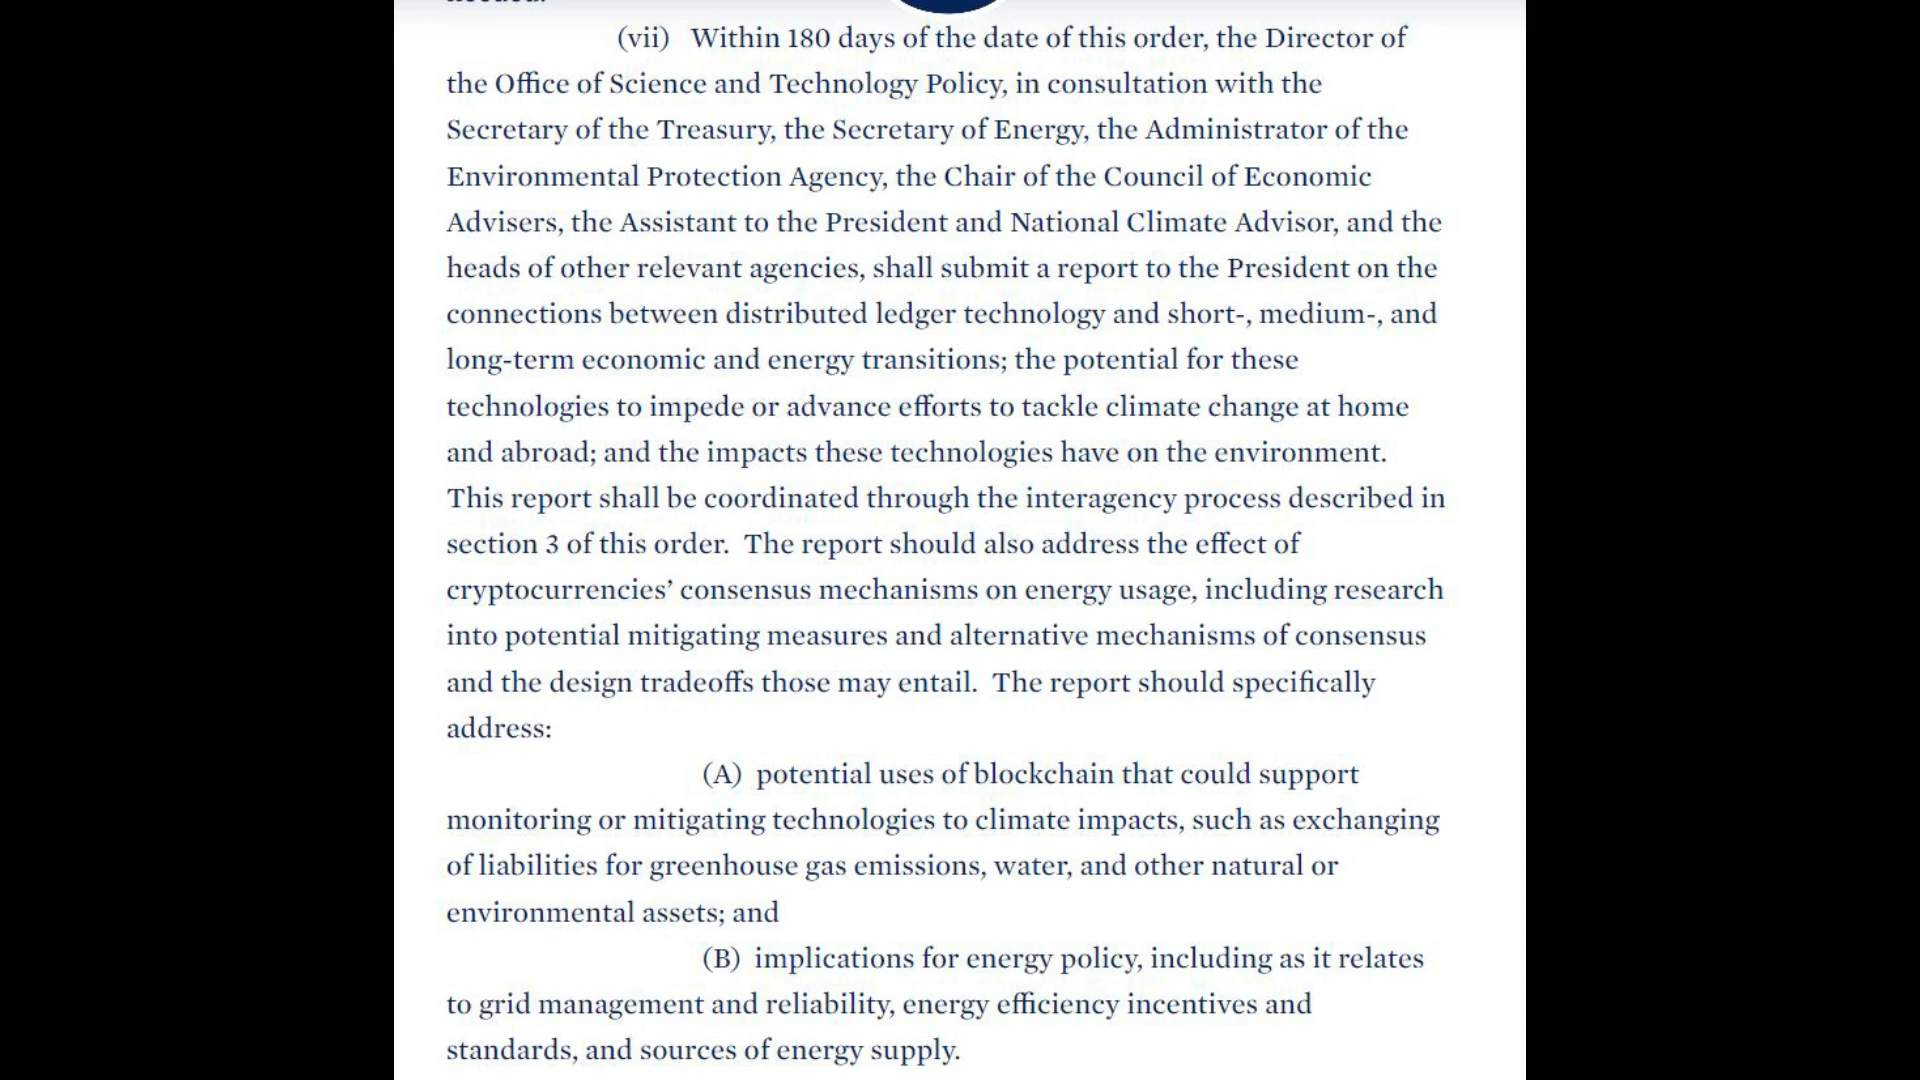 needed.
(vii) Within 180 days of the date of this order, the Director of
the Office of Science and Technology Policy, in consultation with the
Secretary of the Treasury, the Secretary of Energy, the Administrator of the
Environmental Protection Agency, the Chair of the Council of Economic
Advisers, the Assistant to the President and National Climate Advisor, and the
heads of other relevant agencies, shall submit a report to the President on the
connections between distributed ledger technology and short-, medium-, and
long-term economic and energy transitions; the potential for these
technologies to impede or advance efforts to tackle climate change at home
and abroad; and the impacts these technologies have on the environment.
This report shall be coordinated through the interagency process described in
section 3 of this order.  The report should also address the effect of
cryptocurrencies’ consensus mechanisms on energy usage, including research
into potential mitigating measures and alternative mechanisms of consensus
and the design tradeoffs those may entail.  The report should specifically
address:
(A)  potential uses of blockchain that could support
monitoring or mitigating technologies to climate impacts, such as exchanging
of liabilities for greenhouse gas emissions, water, and other natural or
environmental assets; and
(B)  implications for energy policy, including as it relates
to grid management and reliability, energy efficiency incentives and
standards, and sources of energy supply.